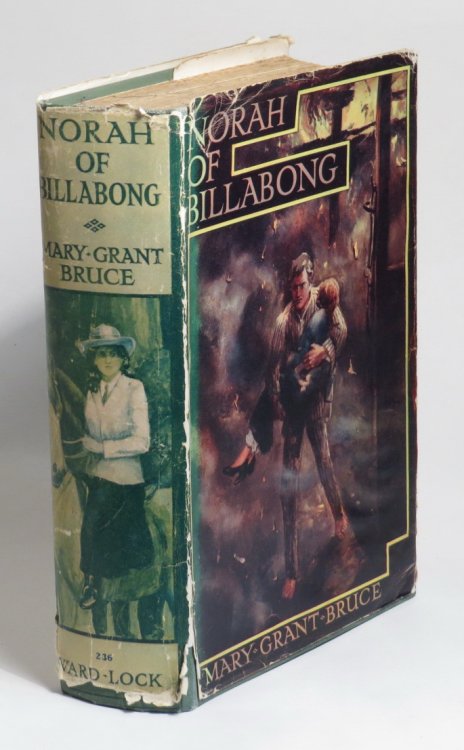 NORAH
OF
BILLABONG
MARY·GRANT
BRUCE
236
WARD-LOCK
NORAH
OF
BILLABONG
MARY·GRANT·BRUCE